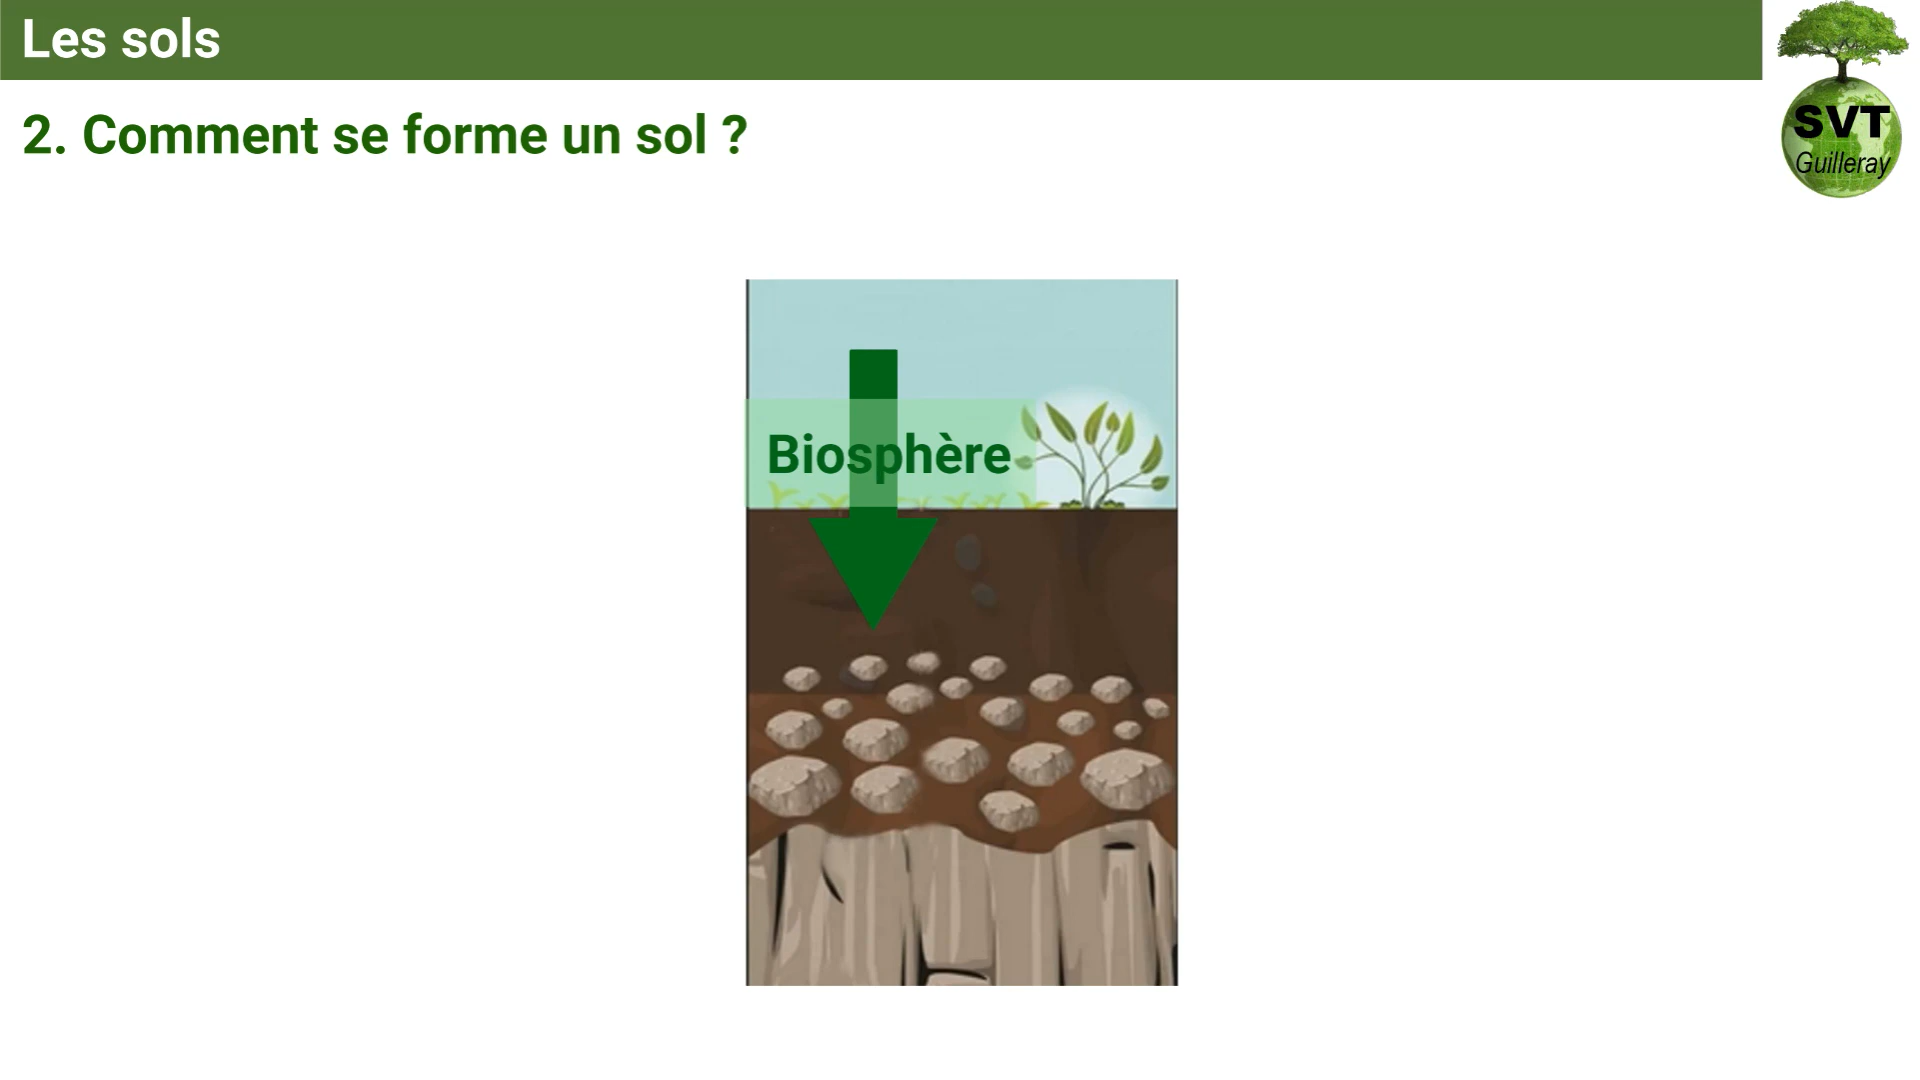 Les sols
2. Comment se forme un sol ?
SVT
Guilleray
Biosphère